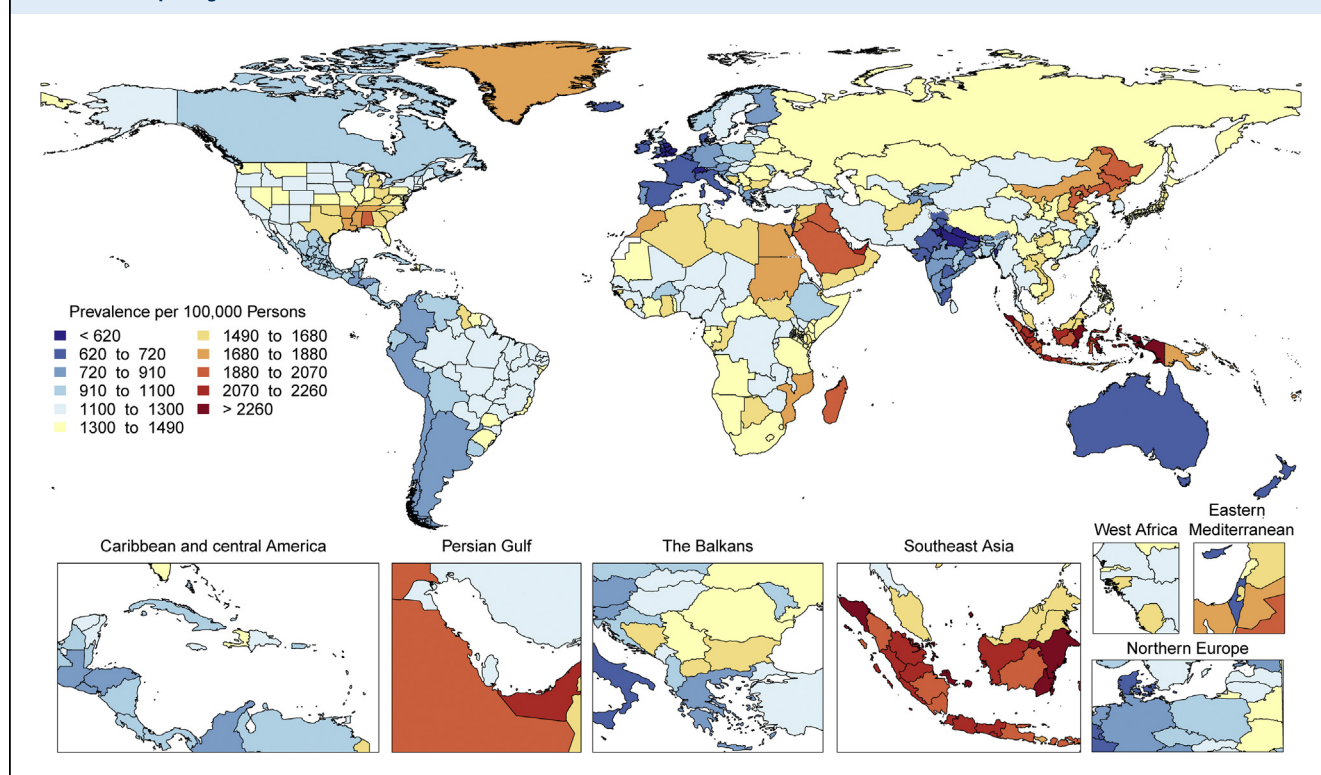 Prevalence per 100,000 Persons
< 620
620 to 720
720 to 910
910 to 1100
1100 to 1300
1300 to 1490
1490 to 1680
1680 to 1880
1880 to 2070
2070 to 2260
> 2260
Caribbean and central America
Persian Gulf
The Balkans
Southeast Asia
West Africa
Eastern
Mediterranean
Northern Europe